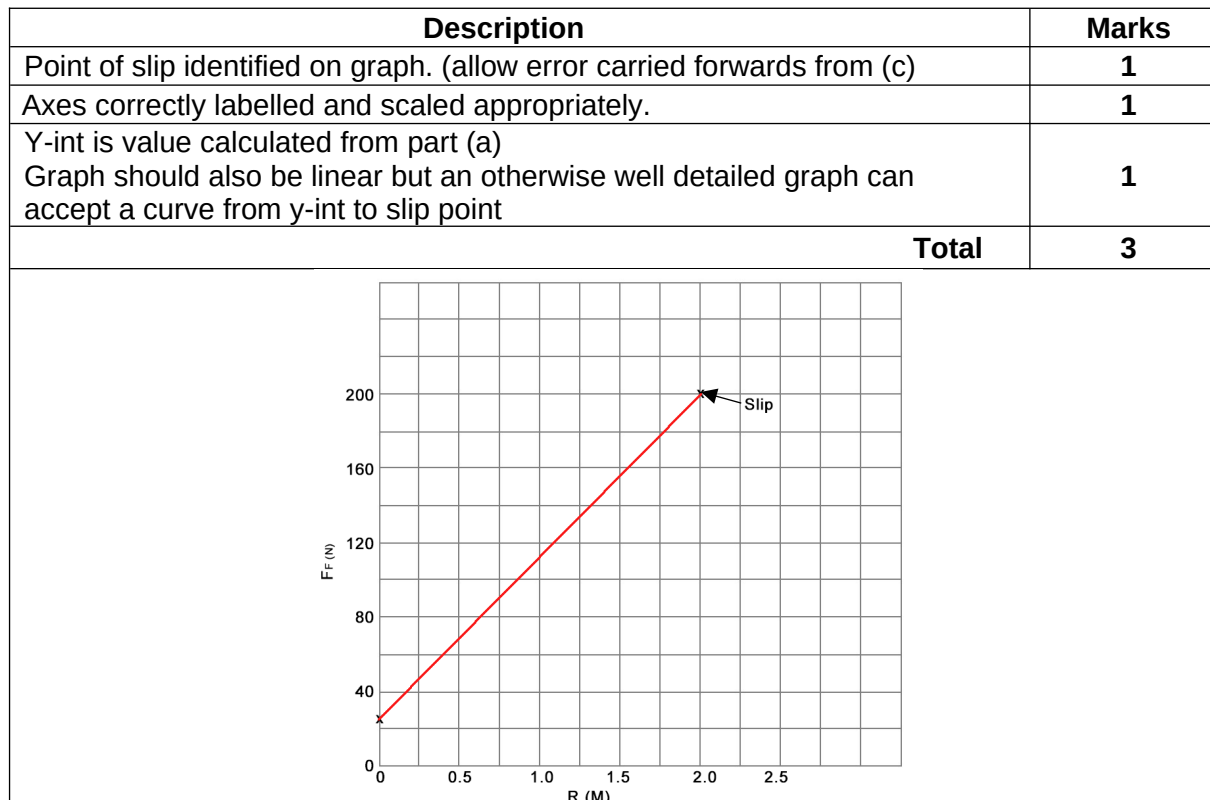 Description Marks
Point of slip identified on graph. (allow error carried forwards from (c) 1
Axes correctly labelled and scaled appropriately. 1
Y-int is value calculated from part (a)
Graph should also be linear but an otherwise well detailed graph can 1
accept a curve from y-int to slip point
Total 3
200
Slip
160
120
FF (N)
80
40
0
0 0.5 1.0 1.5 2.0 2.5
R (M)